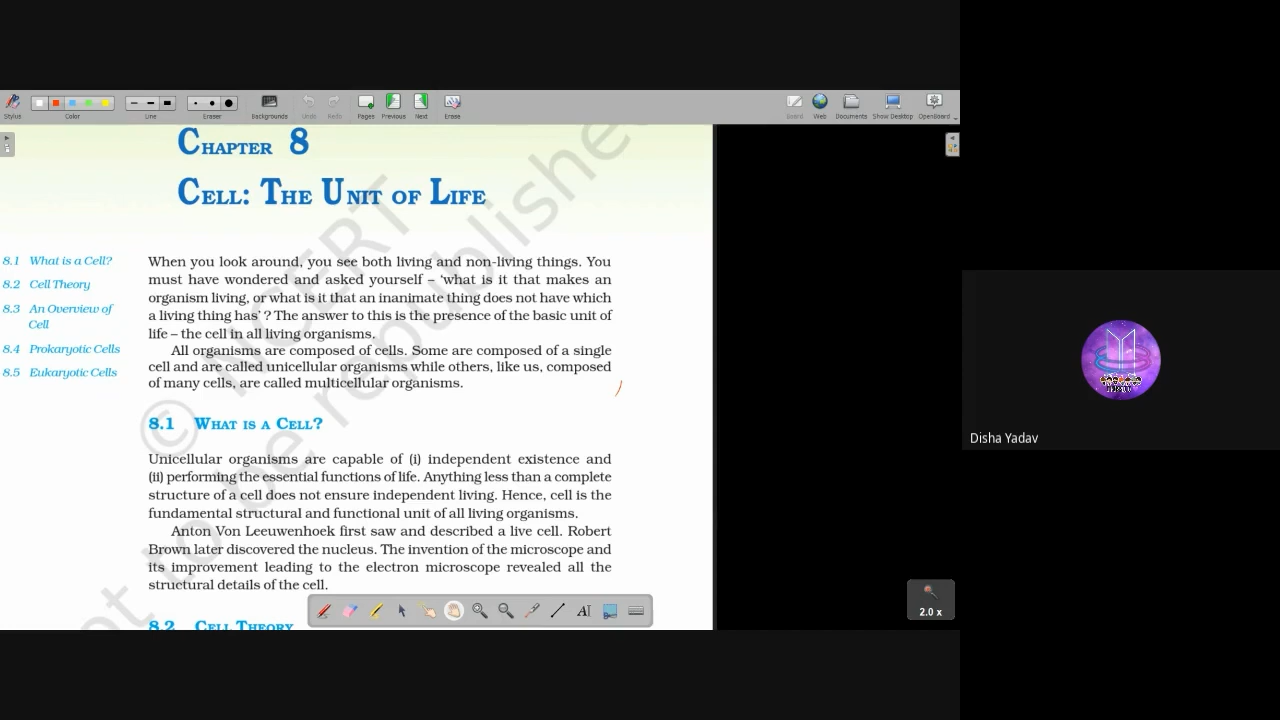 Stylus Color Line Eraser Backgrounds Undo Redo Pages Previous Next Erase Board Web Documents Show Desktop OpenBoard
CHAPTER 8
CELL: THE UNIT OF LIFE
8.1 What is a Cell?
8.2 Cell Theory
8.3 An Overview of
Cell
8.4 Prokaryotic Cells
8.5 Eukaryotic Cells
When you look around, you see both living and non-living things. You
must have wondered and asked yourself – ‘what is it that makes an
organism living, or what is it that an inanimate thing does not have which
a living thing has’ ? The answer to this is the presence of the basic unit of
life – the cell in all living organisms.
All organisms are composed of cells. Some are composed of a single
cell and are called unicellular organisms while others, like us, composed
of many cells, are called multicellular organisms.
8.1 WHAT IS A CELL?
Unicellular organisms are capable of (i) independent existence and
(ii) performing the essential functions of life. Anything less than a complete
structure of a cell does not ensure independent living. Hence, cell is the
fundamental structural and functional unit of all living organisms.
Anton Von Leeuwenhoek first saw and described a live cell. Robert
Brown later discovered the nucleus. The invention of the microscope and
its improvement leading to the electron microscope revealed all the
structural details of the cell.
8.2 CELL THEORY
© NCERT
not to be republished
2.0 x
Disha Yadav